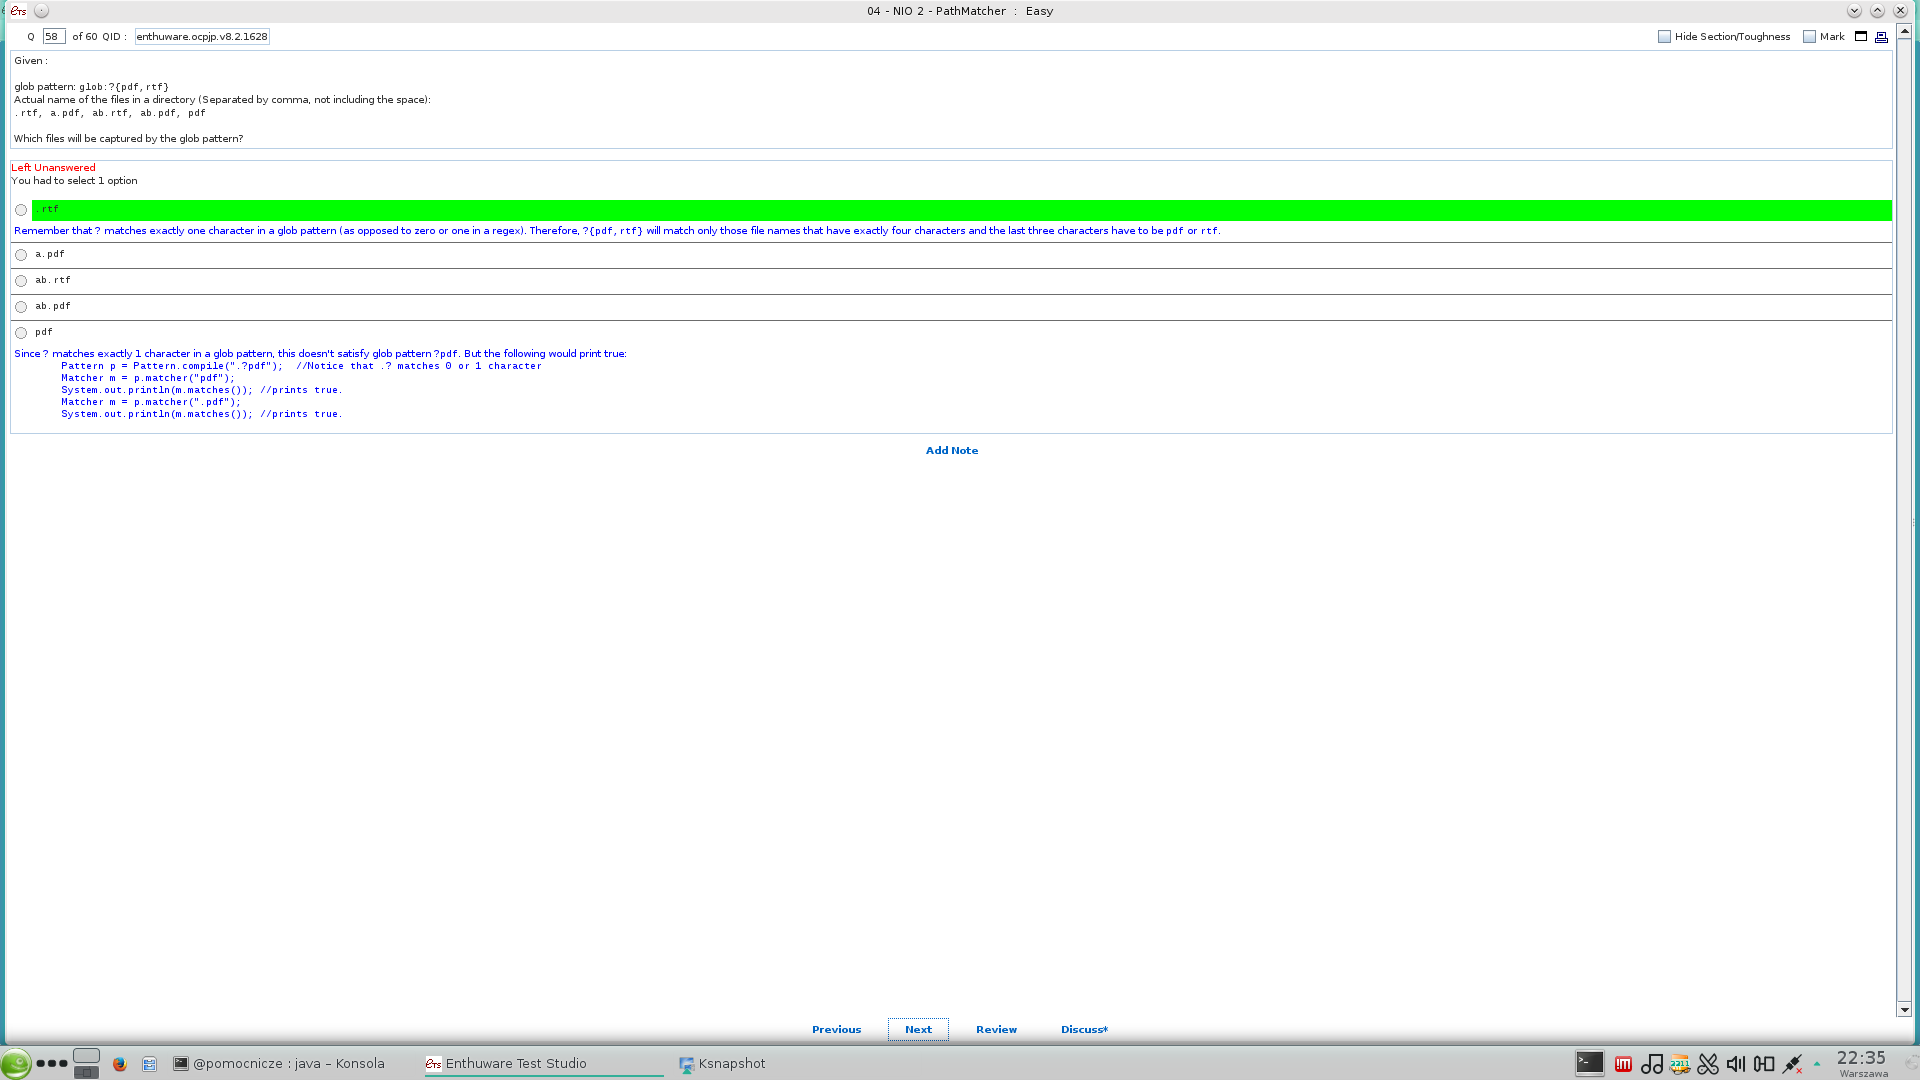 ETS
04 - NIO 2 - PathMatcher : Easy
Q 58 of 60 QID : enthuware.ocpjp.v8.2.1628
Hide Section/Toughness Mark
Given :
glob pattern: glob:?{pdf,rtf}
Actual name of the files in a directory (Separated by comma, not including the space):
.rtf, a.pdf, ab.rtf, ab.pdf, pdf
Which files will be captured by the glob pattern?
Left Unanswered
You had to select 1 option
.rtf
Remember that ? matches exactly one character in a glob pattern (as opposed to zero or one in a regex). Therefore, ?{pdf,rtf} will match only those file names that have exactly four characters and the last three characters have to be pdf or rtf.
a.pdf
ab.rtf
ab.pdf
pdf
Since ? matches exactly 1 character in a glob pattern, this doesn't satisfy glob pattern ?pdf. But the following would print true:
Pattern p = Pattern.compile(".?pdf"); //Notice that .? matches 0 or 1 character
Matcher m = p.matcher("pdf");
System.out.println(m.matches()); //prints true.
Matcher m = p.matcher(".pdf");
System.out.println(m.matches()); //prints true.
Add Note
Previous Next Review Discuss*
@pomocnicze : java – Konsola
ETS Enthuware Test Studio
Ksnapshot
22:35
Warszawa